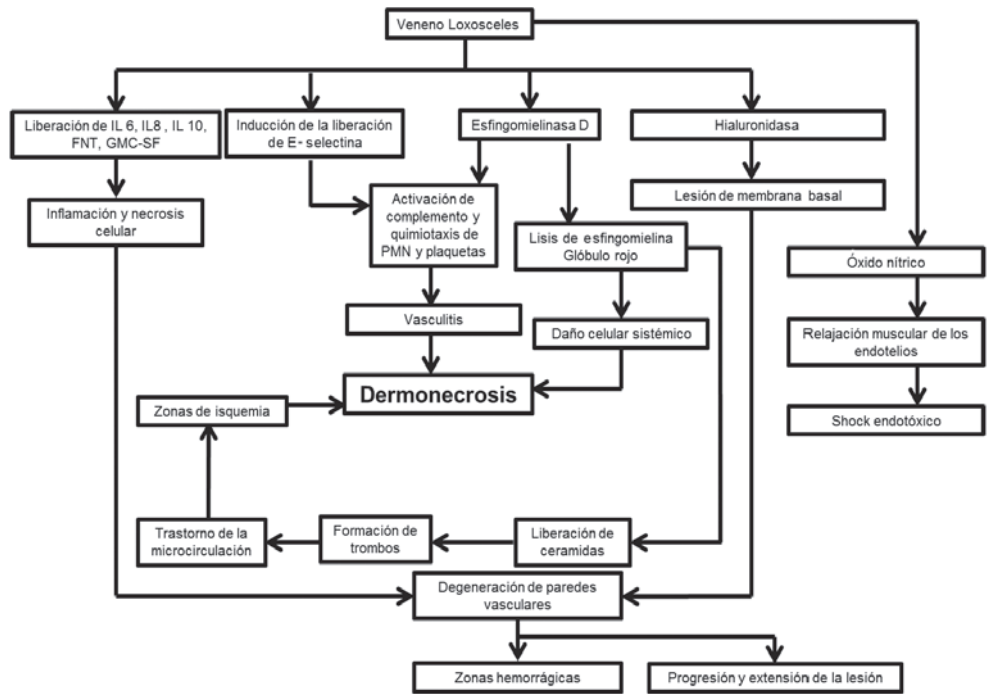 Veneno Loxosceles
Liberación de IL 6, IL8 , IL 10,
FNT, GMC-SF
Inducción de la liberación
de E- selectina
Esfingomielinasa D
Hialuronidasa
Inflamación y necrosis
celular
Activación de
complemento y
quimiotaxis de
PMN y plaquetas
Lesión de membrana basal
Lisis de esfingomielina
Glóbulo rojo
Óxido nítrico
Vasculitis
Daño celular sistémico
Relajación muscular de los
endotelios
Dermonecrosis
Zonas de isquemia
Shock endotóxico
Trastorno de la
microcirculación
Formación de
trombos
Liberación de
ceramidas
Degeneración de paredes
vasculares
Zonas hemorrágicas
Progresión y extensión de la lesión